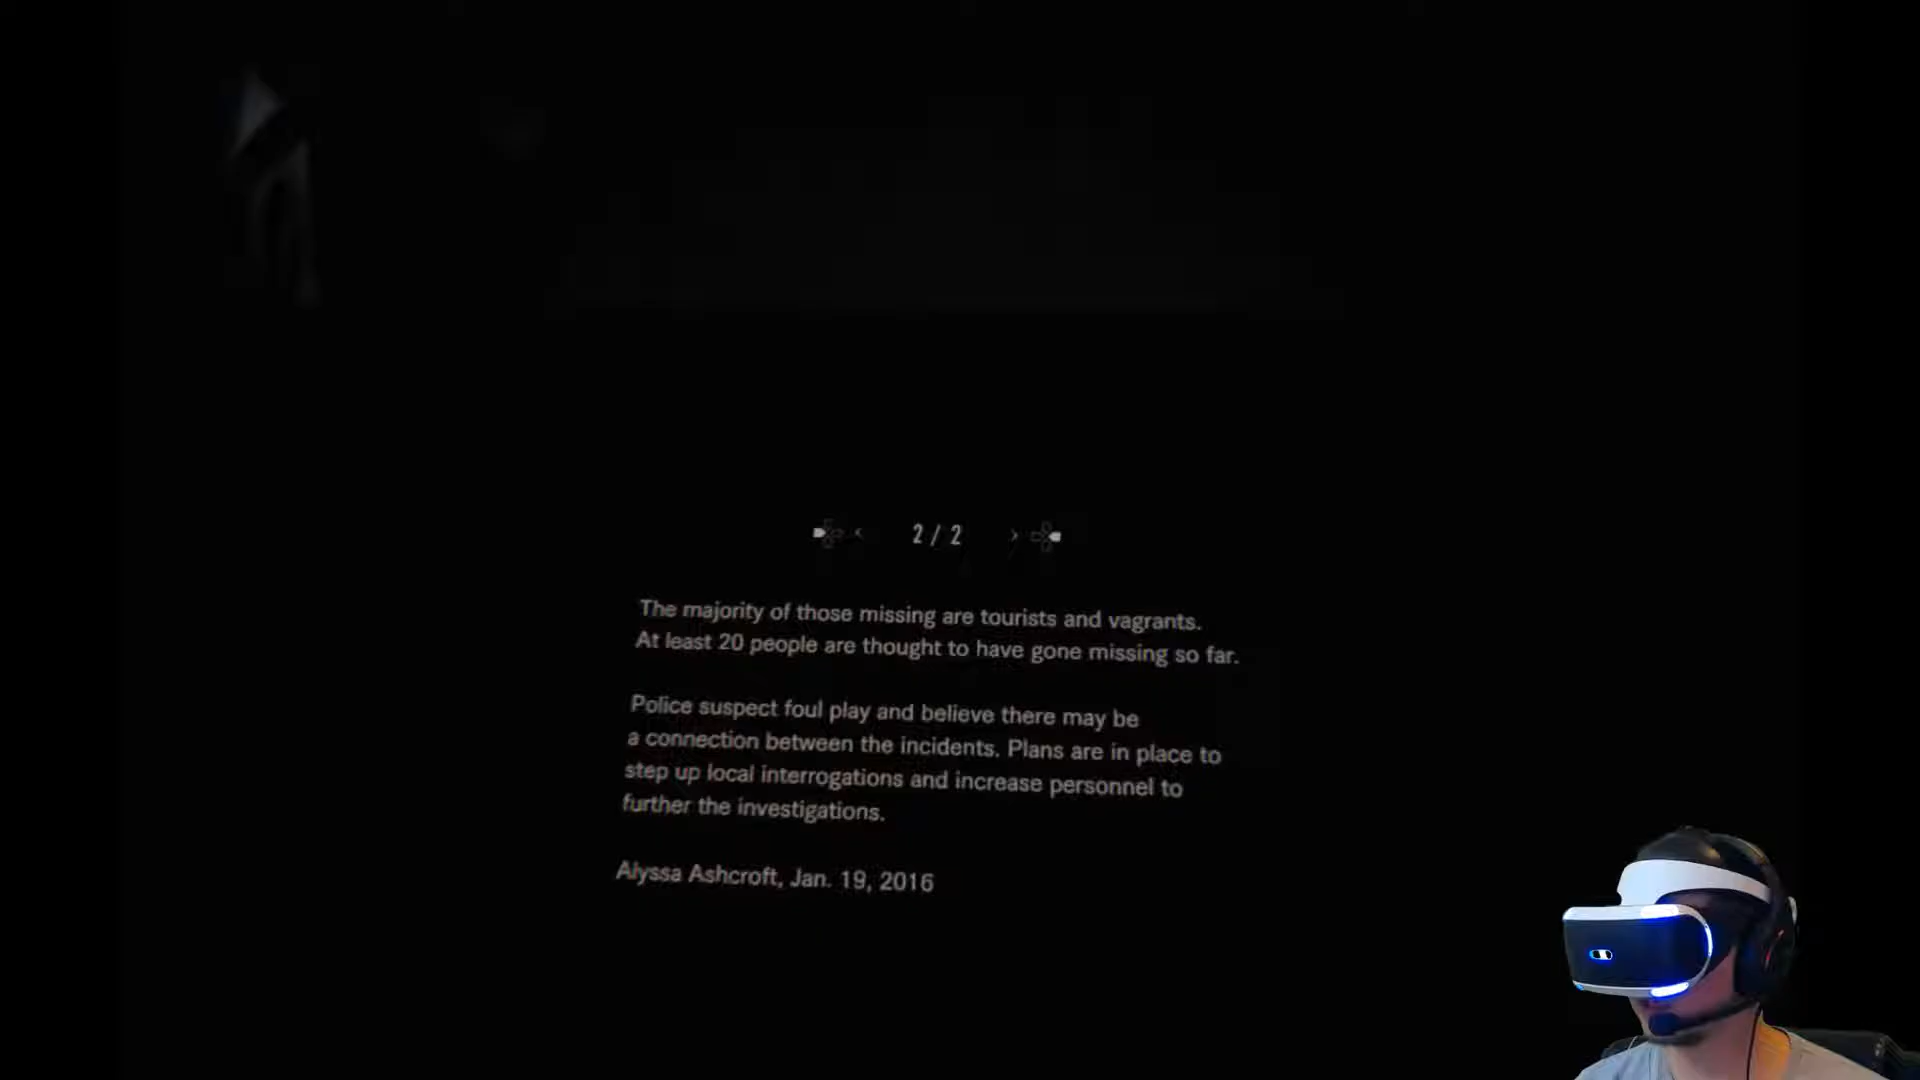 2 / 2
The majority of those missing are tourists and vagrants.
At least 20 people are thought to have gone missing so far.
Police suspect foul play and believe there may be
a connection between the incidents. Plans are in place to
step up local interrogations and increase personnel to
further the investigations.
Alyssa Ashcroft, Jan. 19, 2016